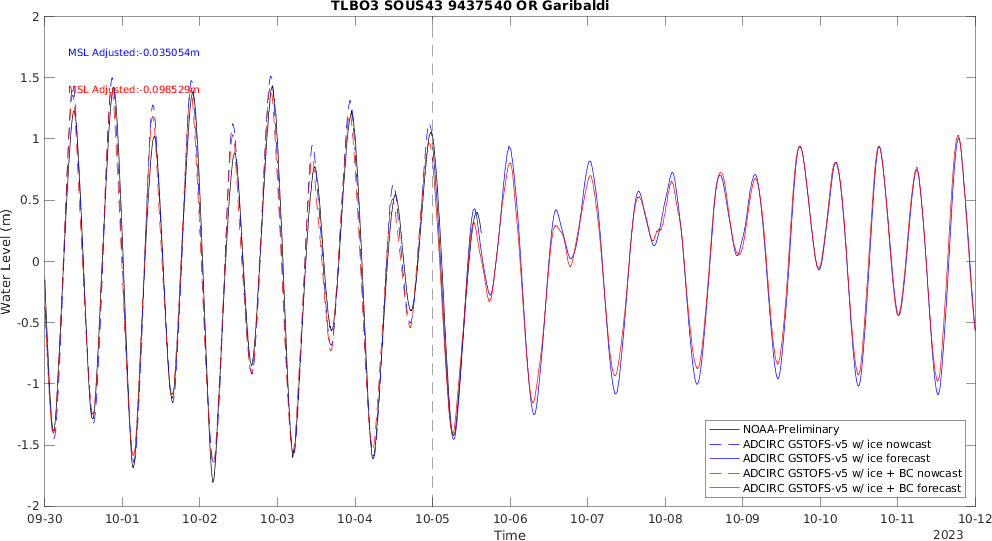 TLBO3 SOUS43 9437540 OR Garibaldi
MSL Adjusted:-0.035054m
MSL Adjusted:-0.098529m
Water Level (m)
2
1.5
1
0.5
0
-0.5
-1
-1.5
-2
NOAA-Preliminary
ADCIRC GSTOFS-v5 w/ ice nowcast
ADCIRC GSTOFS-v5 w/ ice forecast
ADCIRC GSTOFS-v5 w/ ice + BC nowcast
ADCIRC GSTOFS-v5 w/ ice + BC forecast
09-30 10-01 10-02 10-03 10-04 10-05 10-06 10-07 10-08 10-09 10-10 10-11 10-12
Time
2023